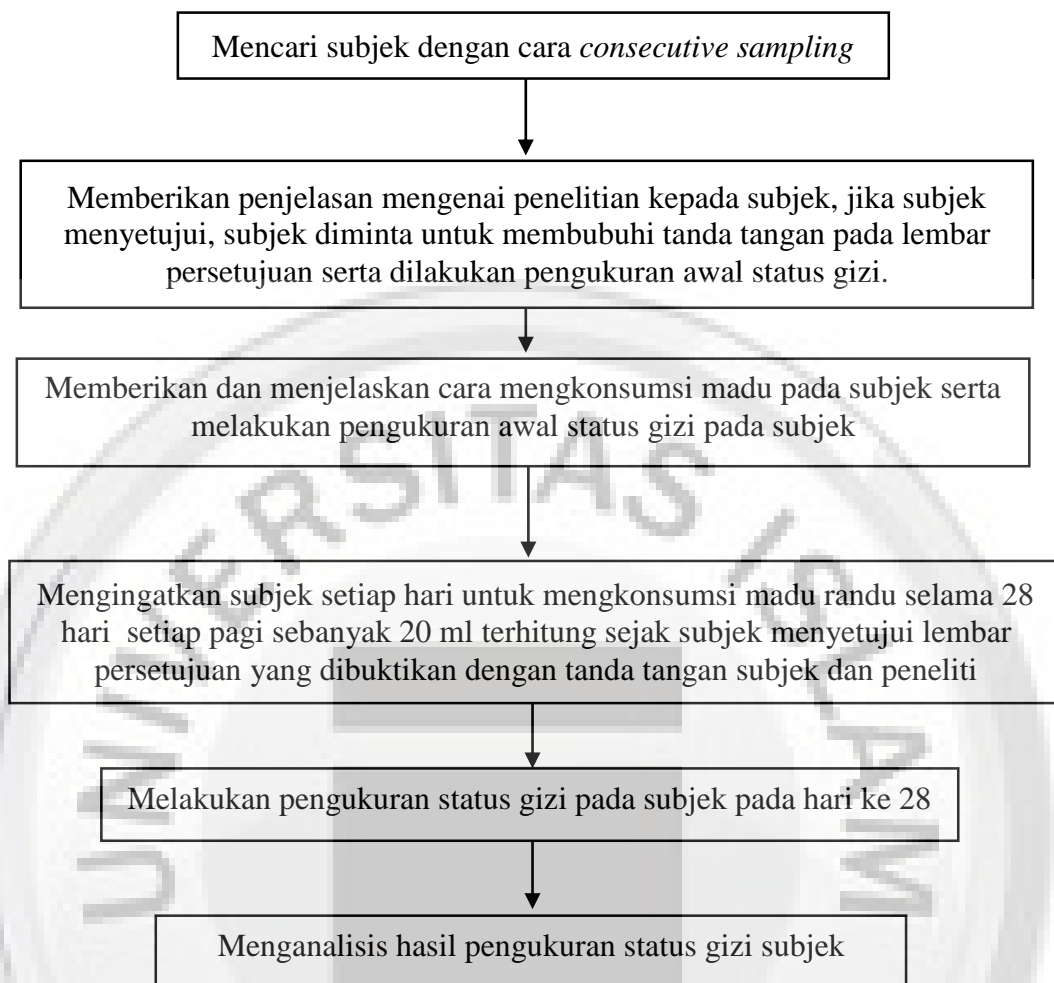 Mencari subjek dengan cara consecutive sampling
Memberikan penjelasan mengenai penelitian kepada subjek, jika subjek
menyetujui, subjek diminta untuk membubuhi tanda tangan pada lembar
persetujuan serta dilakukan pengukuran awal status gizi.
Memberikan dan menjelaskan cara mengkonsumsi madu pada subjek serta
melakukan pengukuran awal status gizi pada subjek
Mengingatkan subjek setiap hari untuk mengkonsumsi madu randu selama 28
hari setiap pagi sebanyak 20 ml terhitung sejak subjek menyetujui lembar
persetujuan yang dibuktikan dengan tanda tangan subjek dan peneliti
Melakukan pengukuran status gizi pada subjek pada hari ke 28
Menganalisis hasil pengukuran status gizi subjek
UNIVERSITAS ISLAM